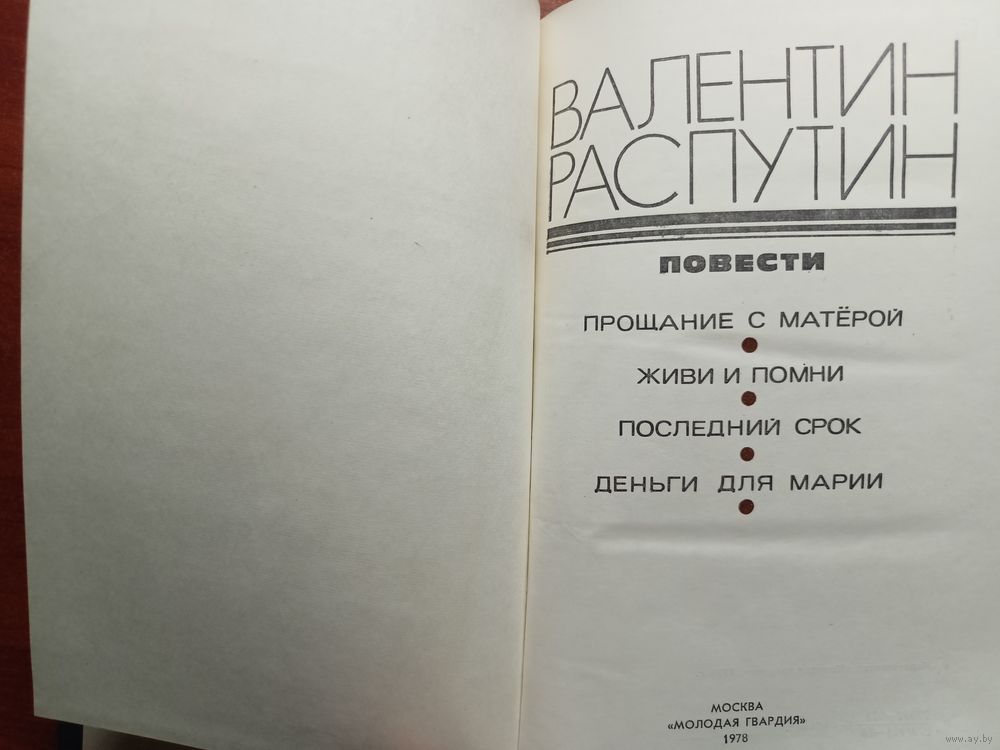 ВАЛЕНТИН
РАСПУТИН
ПОВЕСТИ
ПРОЩАНИЕ С МАТЁРОЙ
ЖИВИ И ПОМНИ
ПОСЛЕДНИЙ СРОК
ДЕНЬГИ ДЛЯ МАРИИ
МОСКВА
«МОЛОДАЯ ГВАРДИЯ»
1978
www.ay.by